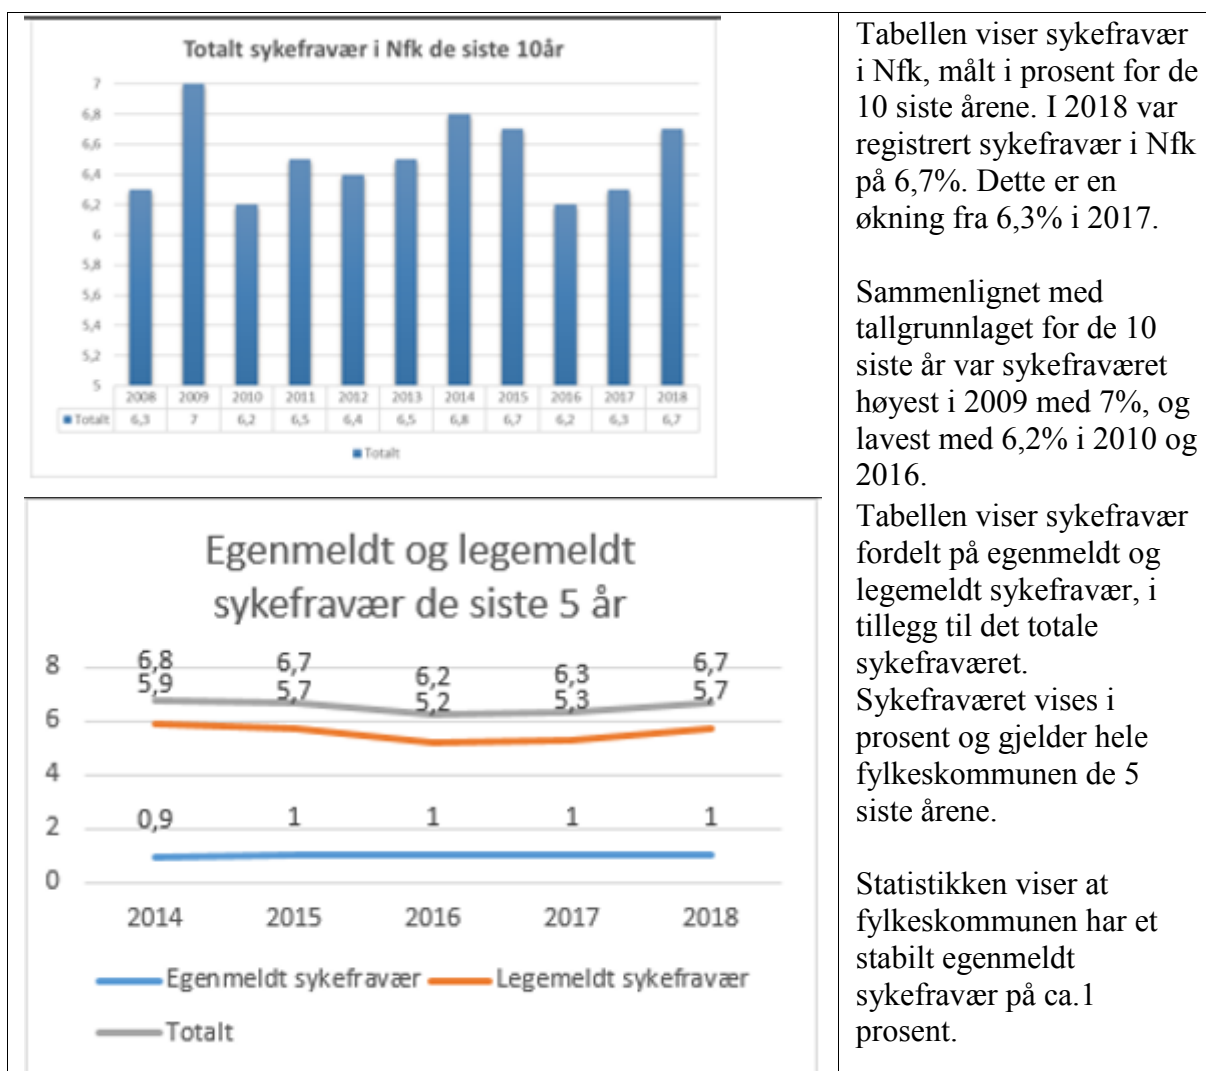 Totalt sykefravær i Nfk de siste 10år
7
6,8
6,6
6,4
6,2
6
5,8
5,6
5,4
5,2
5
2008 2009 2010 2011 2012 2013 2014 2015 2016 2017 2018
Totalt 6,3 7 6,2 6,5 6,4 6,5 6,8 6,7 6,2 6,3 6,7
Totalt
Tabellen viser sykefravær
i Nfk, målt i prosent for de
10 siste årene. I 2018 var
registrert sykefravær i Nfk
på 6,7%. Dette er en
økning fra 6,3% i 2017.
Sammenlignet med
tallgrunnlaget for de 10
siste år var sykefraværet
høyest i 2009 med 7%, og
lavest med 6,2% i 2010 og
2016.
Egenmeldt og legemeldt
sykefravær de siste 5 år
8
6
4
2
0
6,8 6,7 6,2 6,3 6,7
5,9 5,7 5,2 5,3 5,7
0,9 1 1 1 1
2014 2015 2016 2017 2018
Egenmeldt sykefravær Legemeldt sykefravær
Totalt
Tabellen viser sykefravær
fordelt på egenmeldt og
legemeldt sykefravær, i
tillegg til det totale
sykefraværet.
Sykefraværet vises i
prosent og gjelder hele
fylkeskommunen de 5
siste årene.
Statistikken viser at
fylkeskommunen har et
stabilt egenmeldt
sykefravær på ca.1
prosent.